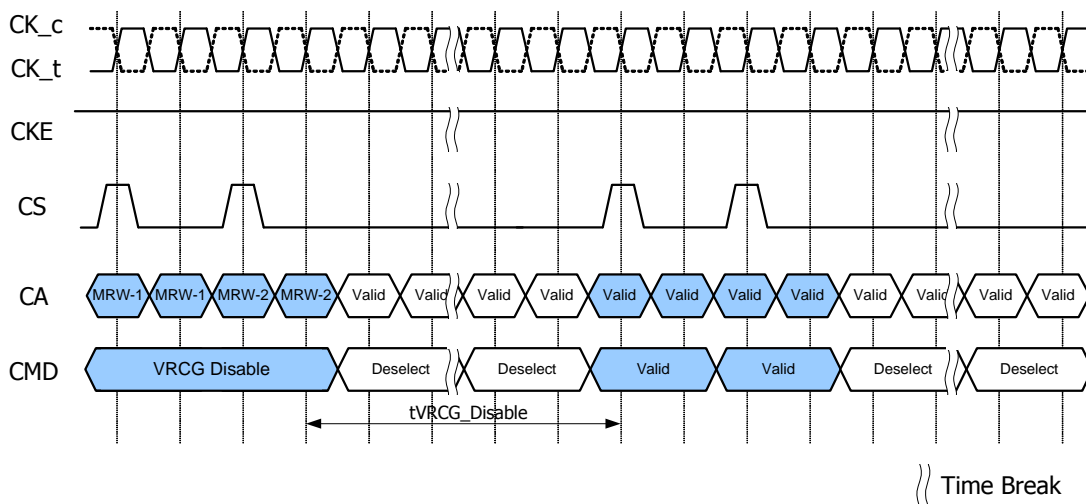 CK_c
CK_t
CKE
CS
CA MRW-1 MRW-1 MRW-2 MRW-2 Valid Valid Valid Valid Valid Valid Valid Valid Valid Valid Valid Valid
CMD VRCG Disable Deselect Deselect Valid Valid Deselect Deselect
tVRCG_Disable
Time Break